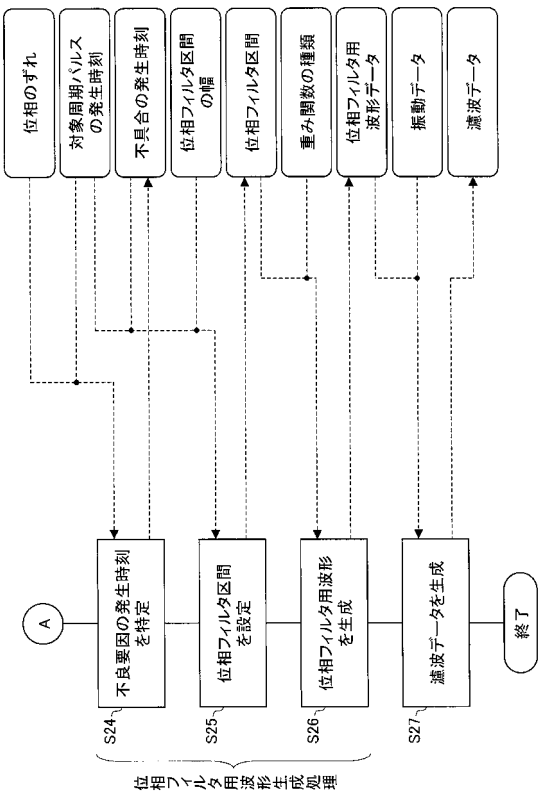 A
S24
不良要因の発生時刻
を特定
S25
位相フィルタ区間
を設定
S26
位相フィルタ用波形
を生成
S27
濾波データを生成
終了
位相フィルタ用波形生成処理
位相のずれ
対象周期パルス
の発生時刻
不具合の発生時刻
位相フィルタ区間
の幅
位相フィルタ区間
重み関数の種類
位相フィルタ用
波形データ
振動データ
濾波データ